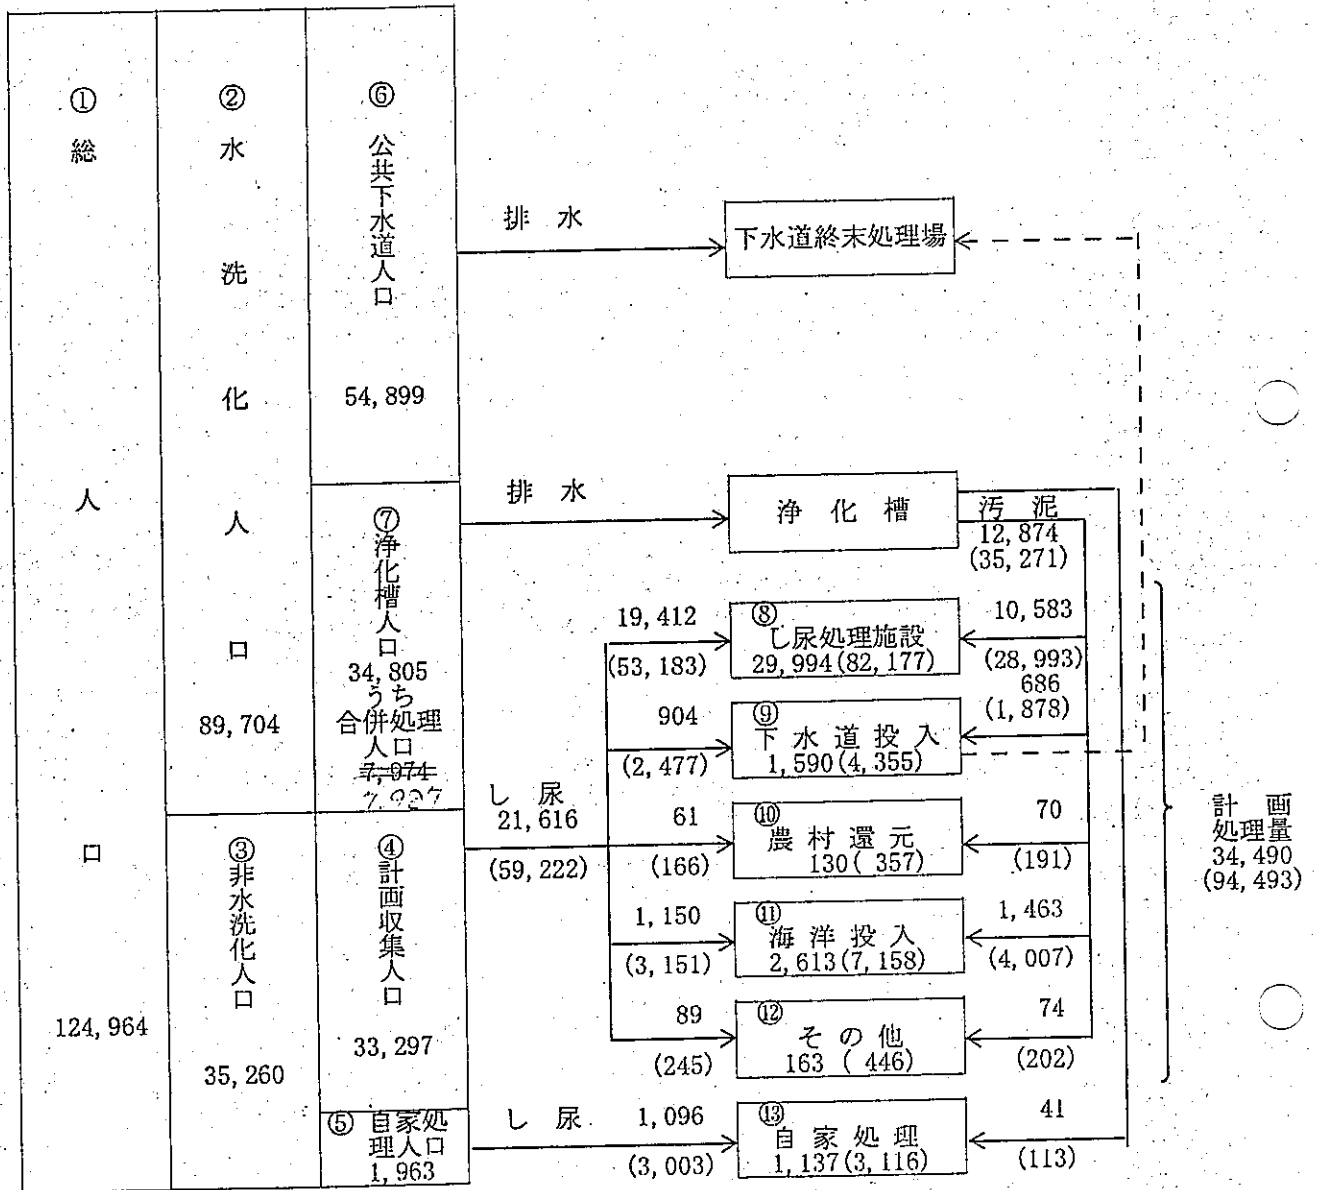 ① 総人口
124,964
② 水洗化人口
89,704
③ 非水洗化人口
35,260
⑥ 公共下水道人口
54,899
⑦ 浄化槽人口
34,805
うち
合併処理
人口
7,974
④ 計画収集人口
33,297
⑤ 自家処
理人口
1,963
排水
下水道終末処理場
排水
浄化槽
汚泥
12,874
(35,271)
し尿
21,616
(59,222)
19,412
(53,183)
⑧
し尿処理施設
29,994(82,177)
10,583
(28,993)
904
(2,477)
⑨
下水道投入
1,590(4,355)
686
(1,878)
61
(166)
⑩
農村還元
130( 357)
70
(191)
1,150
(3,151)
⑪
海洋投入
2,613(7,158)
1,463
(4,007)
89
(245)
⑫
その他
163 ( 446)
74
(202)
し尿
1,096
(3,003)
⑬
自家処理
1,137(3,116)
41
(113)
計画
処理量
34,490
(94,493)